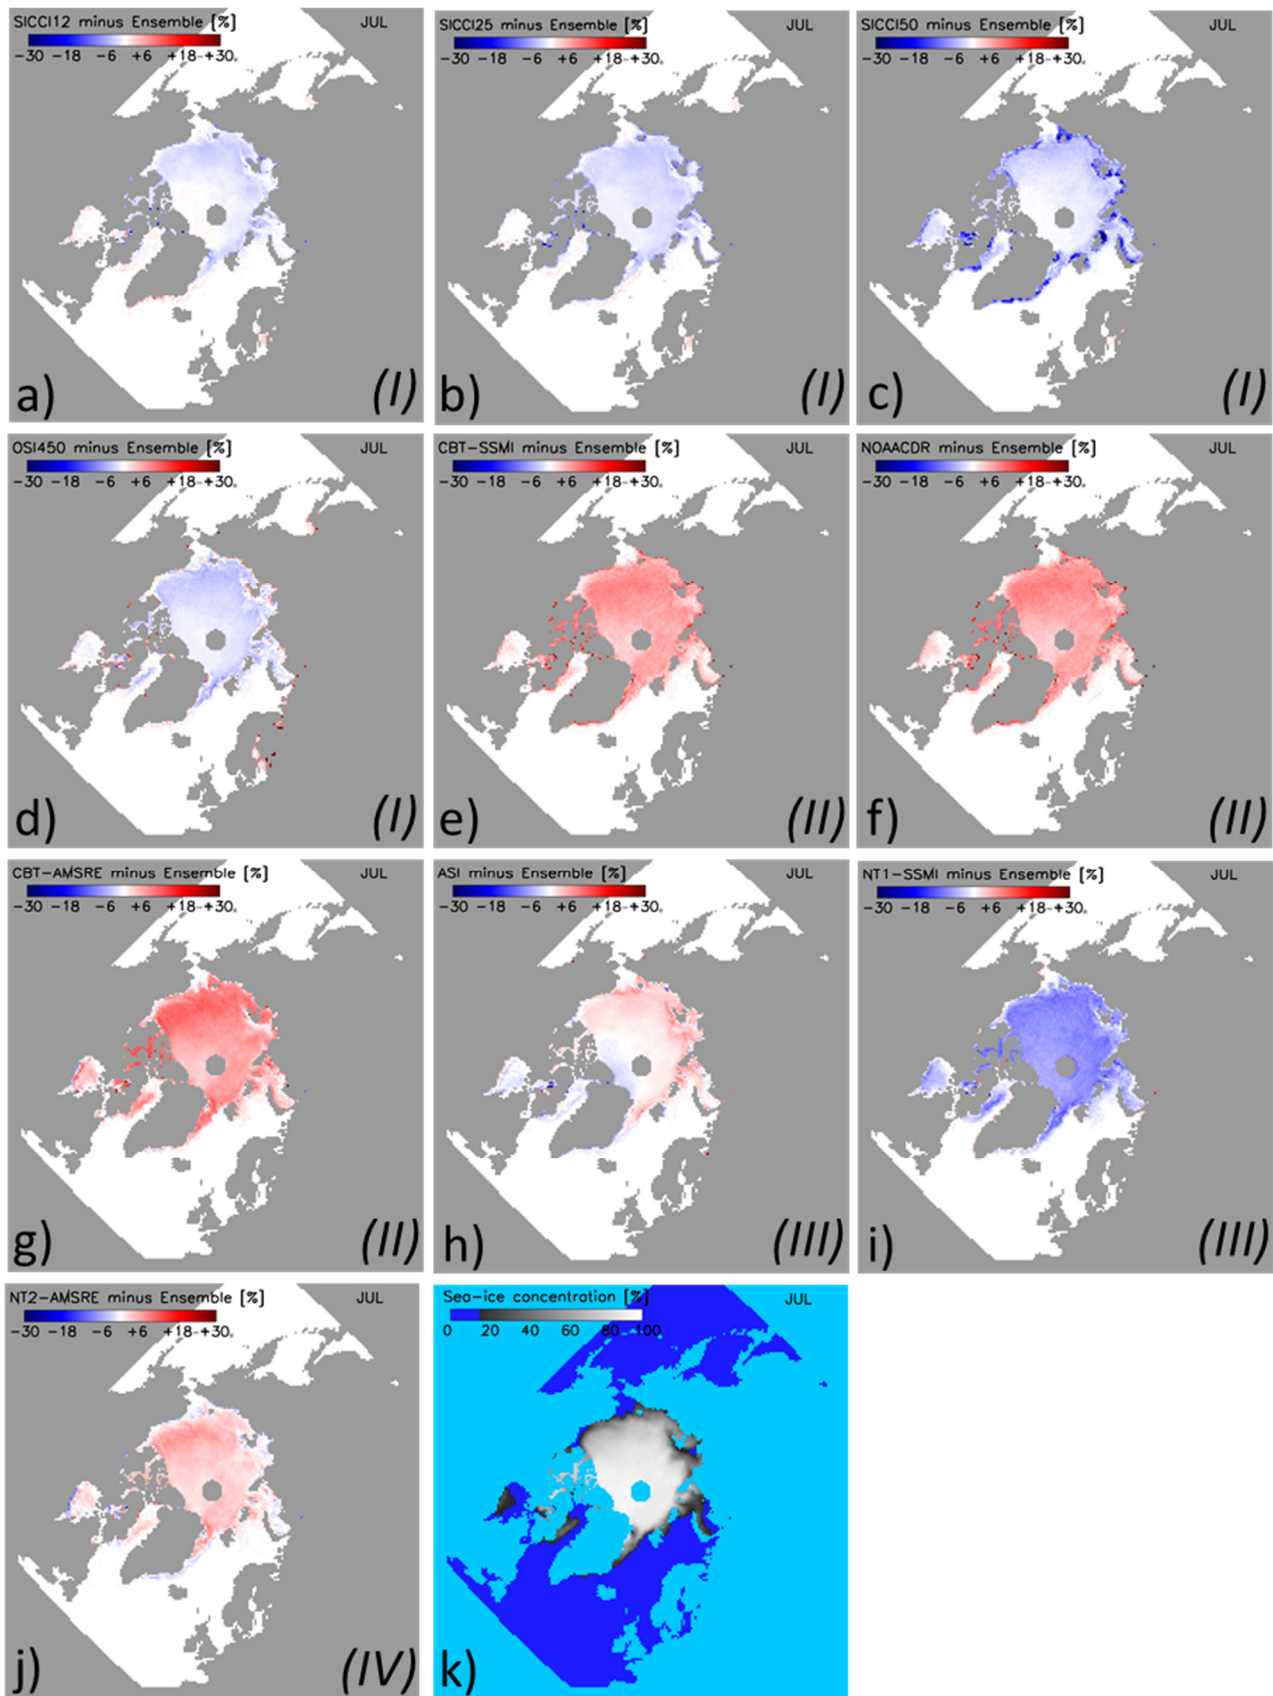 SICCI12 minus Ensemble [%] JUL
-30 -18 -6 +6 +18 +30
a) (I)
SICCI25 minus Ensemble [%] JUL
-30 -18 -6 +6 +18 +30
b) (I)
SICCI50 minus Ensemble [%] JUL
-30 -18 -6 +6 +18 +30
c) (I)
OSI450 minus Ensemble [%] JUL
-30 -18 -6 +6 +18 +30
d) (I)
CBT-SSMI minus Ensemble [%] JUL
-30 -18 -6 +6 +18 +30
e) (II)
NOAACDR minus Ensemble [%] JUL
-30 -18 -6 +6 +18 +30
f) (II)
CBT-AMSRE minus Ensemble [%] JUL
-30 -18 -6 +6 +18 +30
g) (II)
ASI minus Ensemble [%] JUL
-30 -18 -6 +6 +18 +30
h) (III)
NT1-SSMI minus Ensemble [%] JUL
-30 -18 -6 +6 +18 +30
i) (III)
NT2-AMSRE minus Ensemble [%] JUL
-30 -18 -6 +6 +18 +30
j) (IV)
Sea-ice concentration [%] JUL
0 20 40 60 80 100
k)